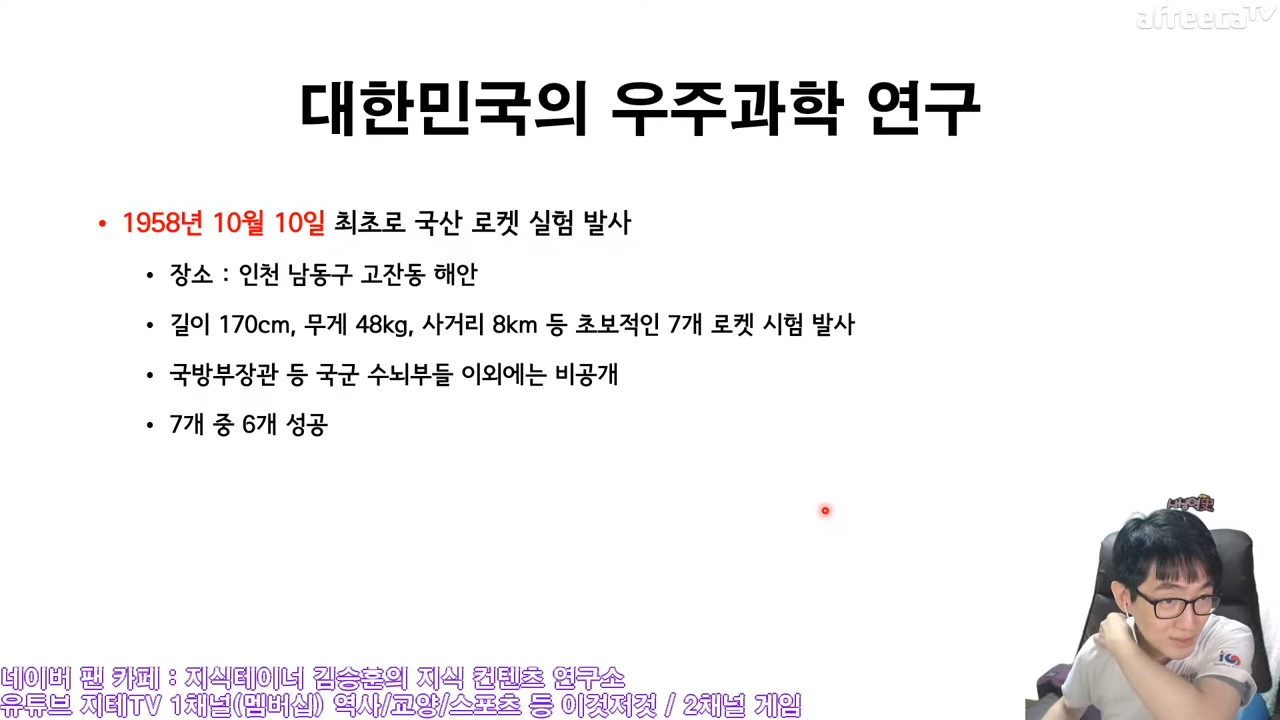 afreecaTV
대한민국의 우주과학 연구
• 1958년 10월 10일 최초로 국산 로켓 실험 발사
• 장소 : 인천 남동구 고잔동 해안
• 길이 170cm, 무게 48kg, 사거리 8km 등 초보적인 7개 로켓 시험 발사
• 국방부장관 등 국군 수뇌부들 이외에는 비공개
• 7개 중 6개 성공
네이버 팬 카페 : 지식테이너 김승훈의 지식 컨텐츠 연구소
유튜브 지테TV 1채널(멤버십) 역사/교양/스포츠 등 이것저것 / 2채널 게임